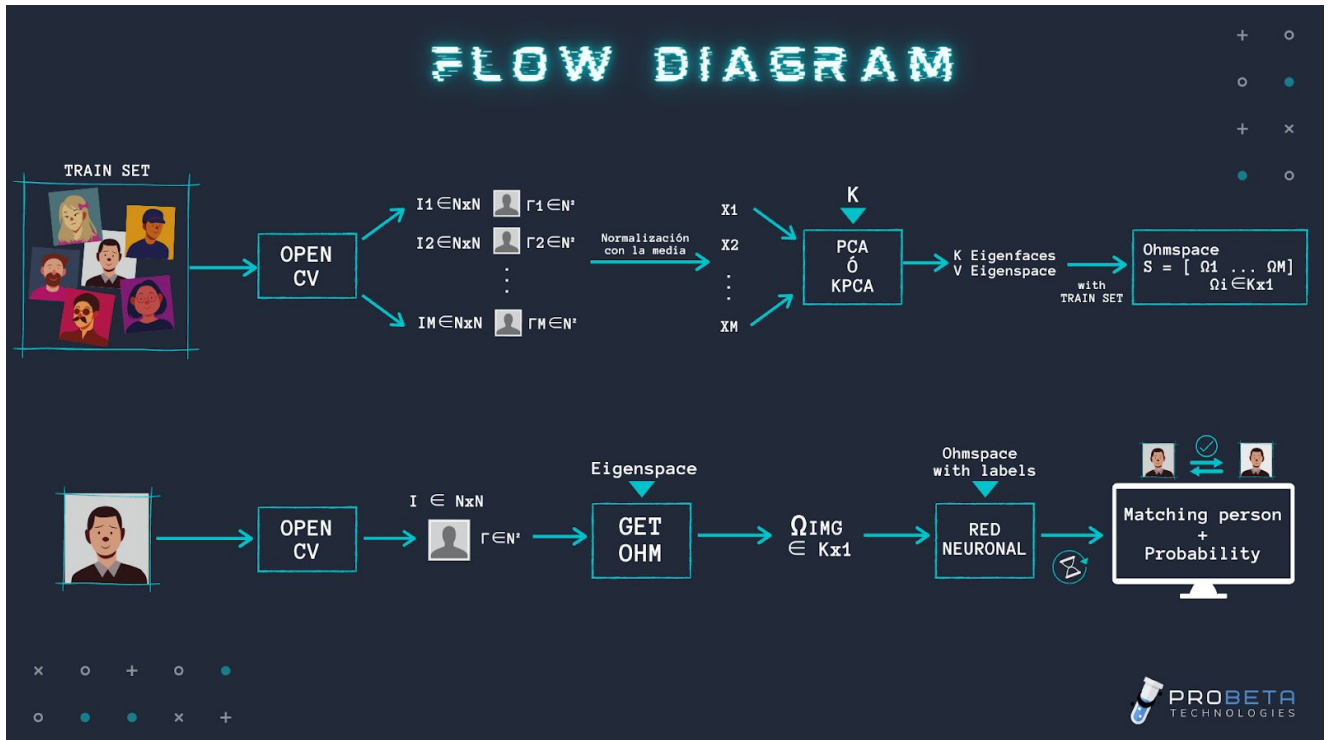 FLOW DIAGRAM
TRAIN SET
OPEN
CV
I1∈NxN Γ1∈N²
I2∈NxN Γ2∈N²
IM∈NxN ΓM∈N²
Normalización
con la media
X1
X2
XM
K
PCA
Ó
KPCA
K Eigenfaces
V Eigenspace
with
TRAIN SET
Ohmspace
S = [ Ω1 ... ΩM]
Ωi∈Kx1
OPEN
CV
I ∈ NxN
Γ∈N²
Eigenspace
GET
OHM
ΩIMG
∈ Kx1
Ohmspace
with labels
RED
NEURONAL
Matching person
+
Probability
PROBETA
TECHNOLOGIES